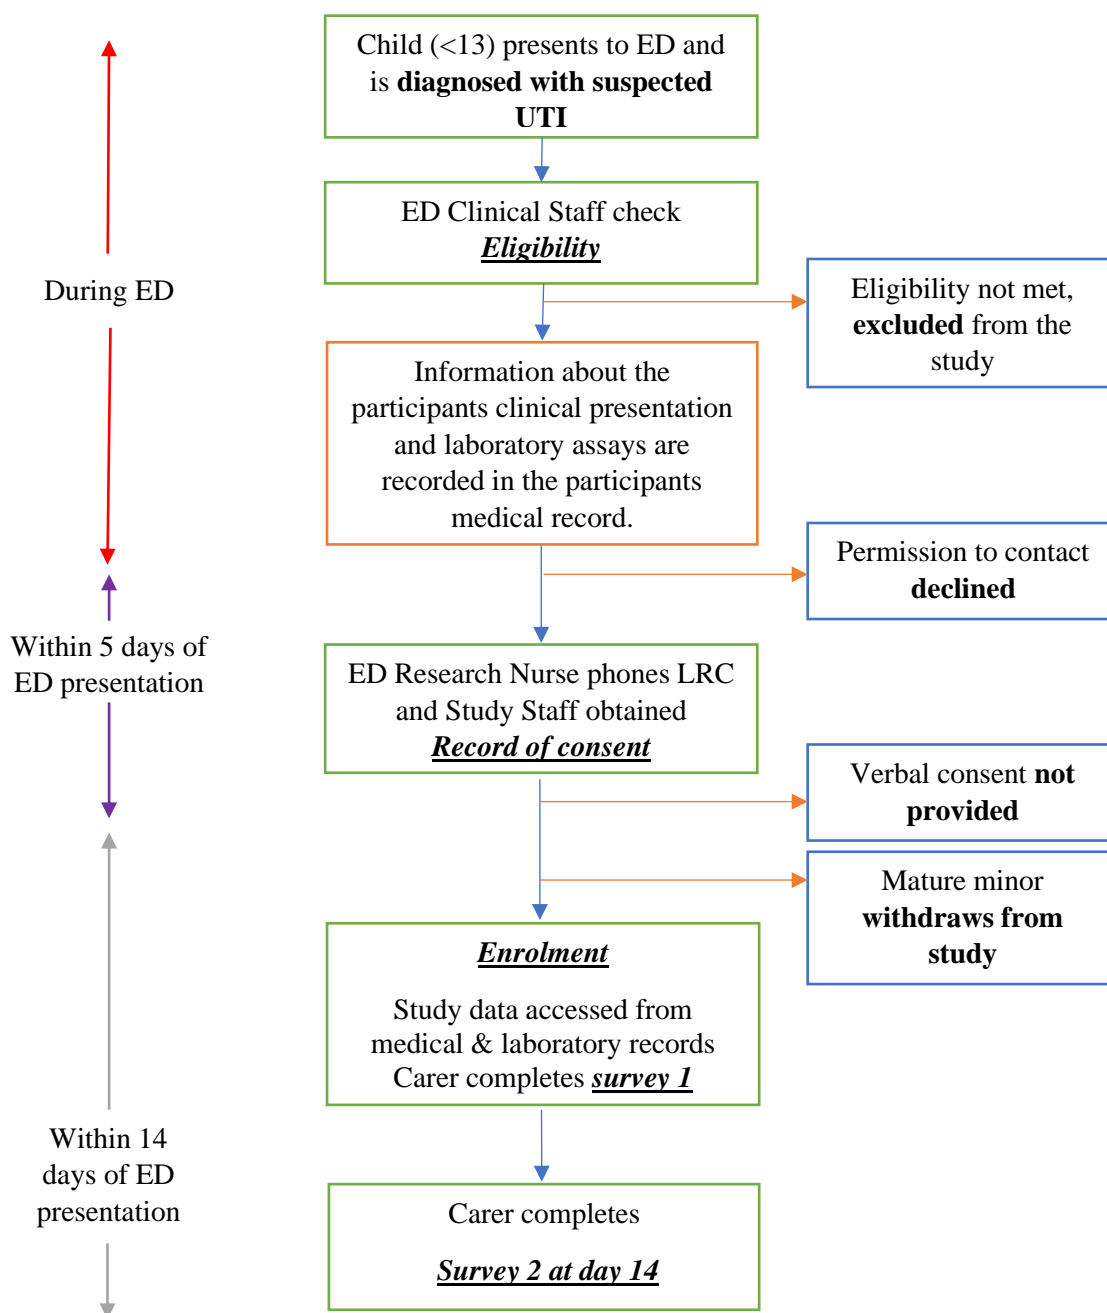 Child (<13) presents to ED and
is diagnosed with suspected
UTI
ED Clinical Staff check
Eligibility
During ED
Eligibility not met,
excluded from the
study
Information about the
participants clinical presentation
and laboratory assays are
recorded in the participants
medical record.
Permission to contact
declined
Within 5 days of
ED presentation
ED Research Nurse phones LRC
and Study Staff obtained
Record of consent
Verbal consent not
provided
Mature minor
withdraws from
study
Enrolment
Study data accessed from
medical & laboratory records
Carer completes survey 1
Within 14
days of ED
presentation
Carer completes
Survey 2 at day 14